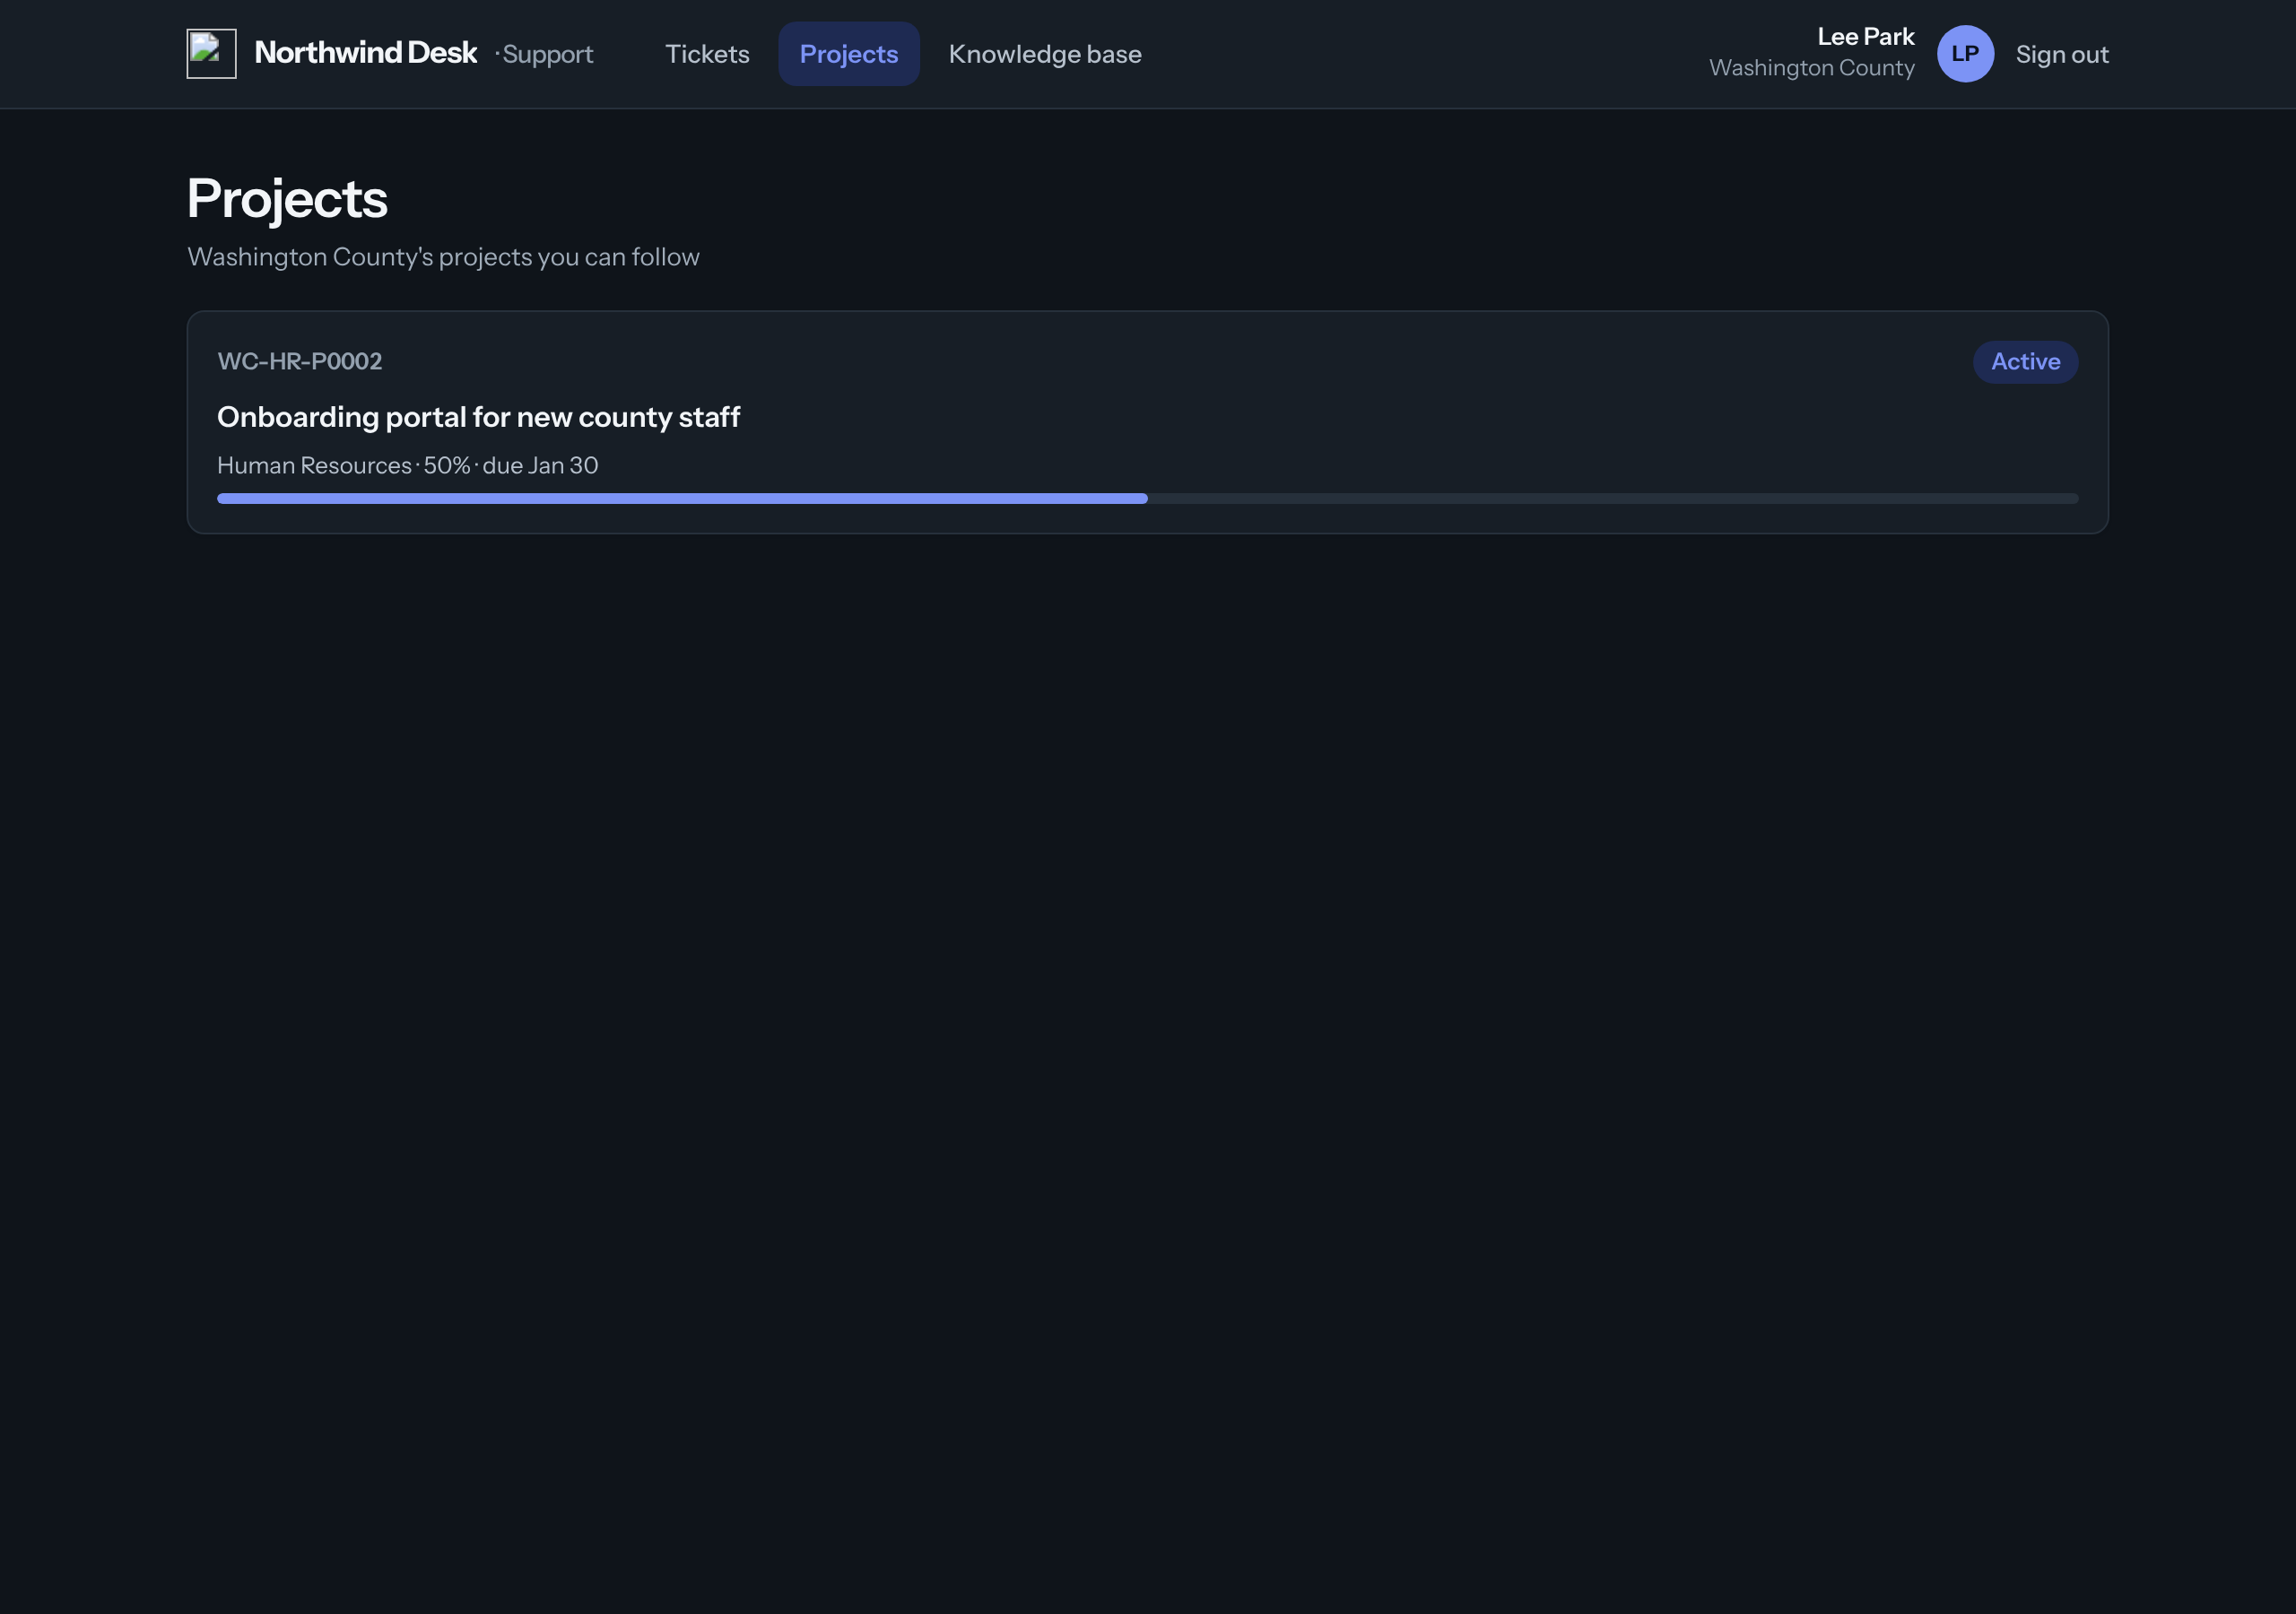 Northwind Desk · Support
Tickets
Projects
Knowledge base
Lee Park
Washington County
LP
Sign out
Projects
Washington County's projects you can follow
WC-HR-P0002
Active
Onboarding portal for new county staff
Human Resources · 50% · due Jan 30